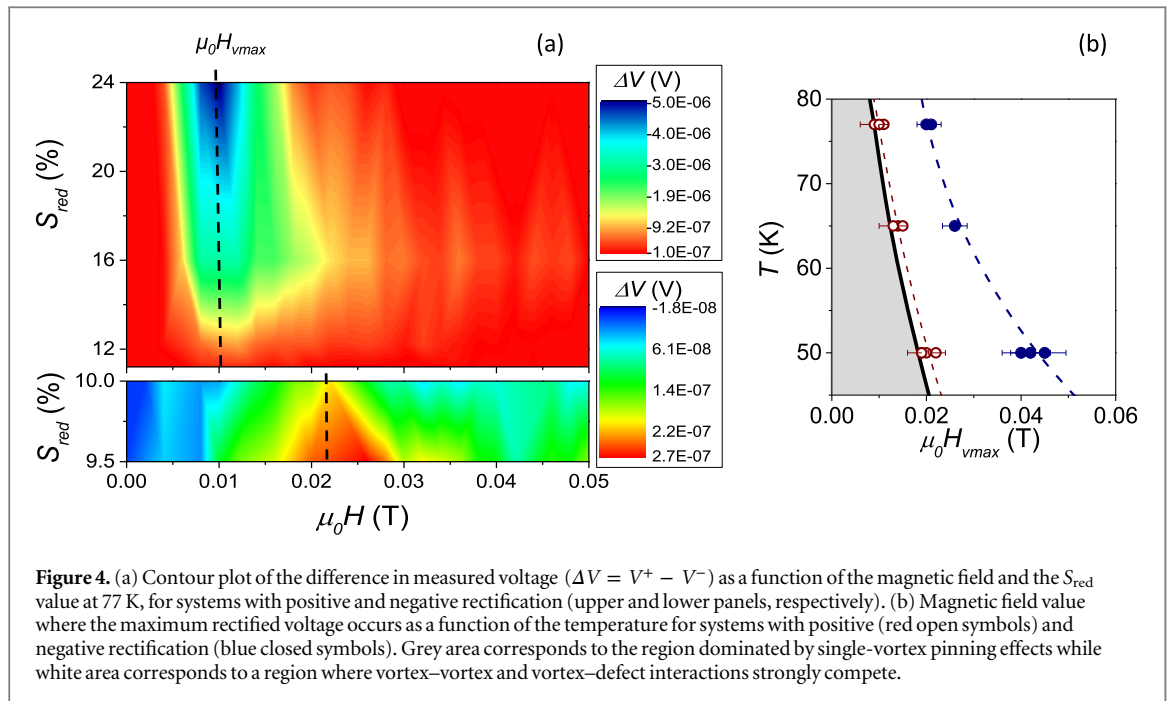 μ₀Hvmax
(a)
(b)
ΔV (V)
5.0E-06
4.0E-06
3.0E-06
1.9E-06
9.2E-07
1.0E-07
24
20
16
12
Sred (%)
ΔV (V)
-1.8E-08
6.1E-08
1.4E-07
2.2E-07
2.7E-07
10.0
9.5
Sred (%)
0.00 0.01 0.02 0.03 0.04 0.05
μ₀H (T)
80
70
60
50
T (K)
0.00 0.02 0.04 0.06
μ₀Hvmax (T)
Figure 4. (a) Contour plot of the difference in measured voltage (ΔV = V⁺ − V⁻) as a function of the magnetic field and the Sred
value at 77 K, for systems with positive and negative rectification (upper and lower panels, respectively). (b) Magnetic field value
where the maximum rectified voltage occurs as a function of the temperature for systems with positive (red open symbols) and
negative rectification (blue closed symbols). Grey area corresponds to the region dominated by single-vortex pinning effects while
white area corresponds to a region where vortex–vortex and vortex–defect interactions strongly compete.